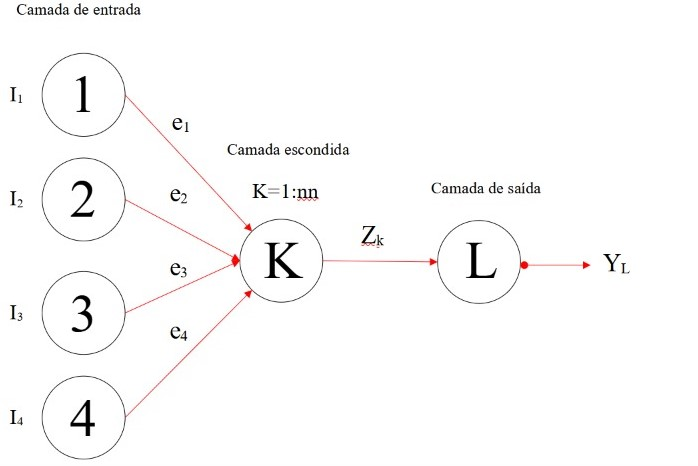 Camada de entrada
I₁
1
e₁
I₂
2
e₂
I₃
3
e₃
I₄
4
e₄
Camada escondida
K=1:nn
K
Zₖ
Camada de saída
L
Y_L